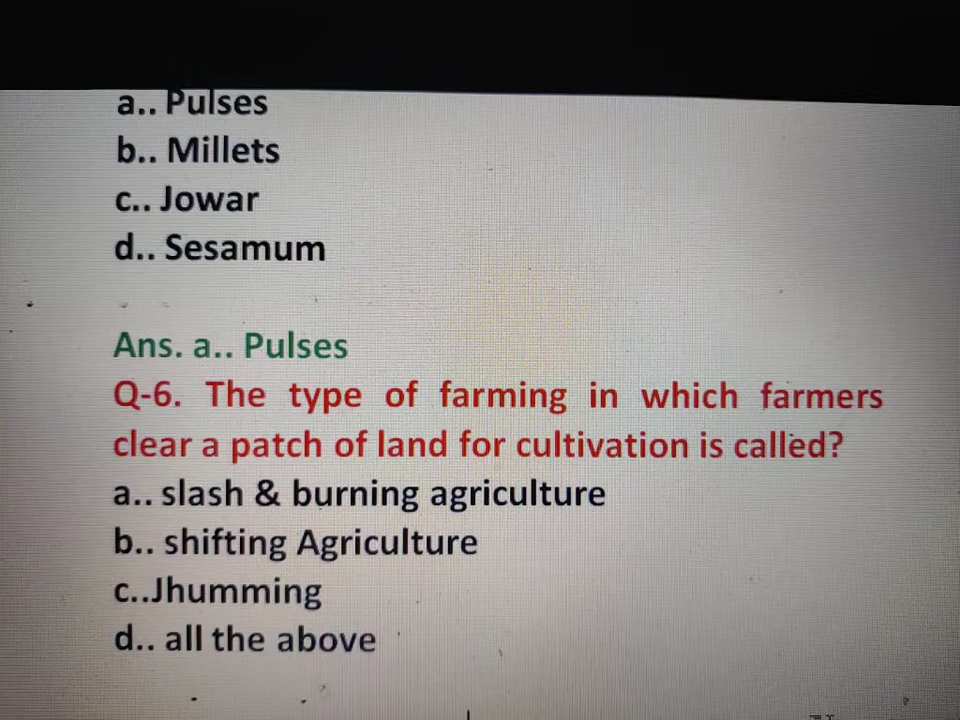 a.. Pulses
b.. Millets
c.. Jowar
d.. Sesamum
Ans. a.. Pulses
Q-6. The type of farming in which farmers
clear a patch of land for cultivation is called?
a.. slash & burning agriculture
b.. shifting Agriculture
c..Jhumming
d.. all the above